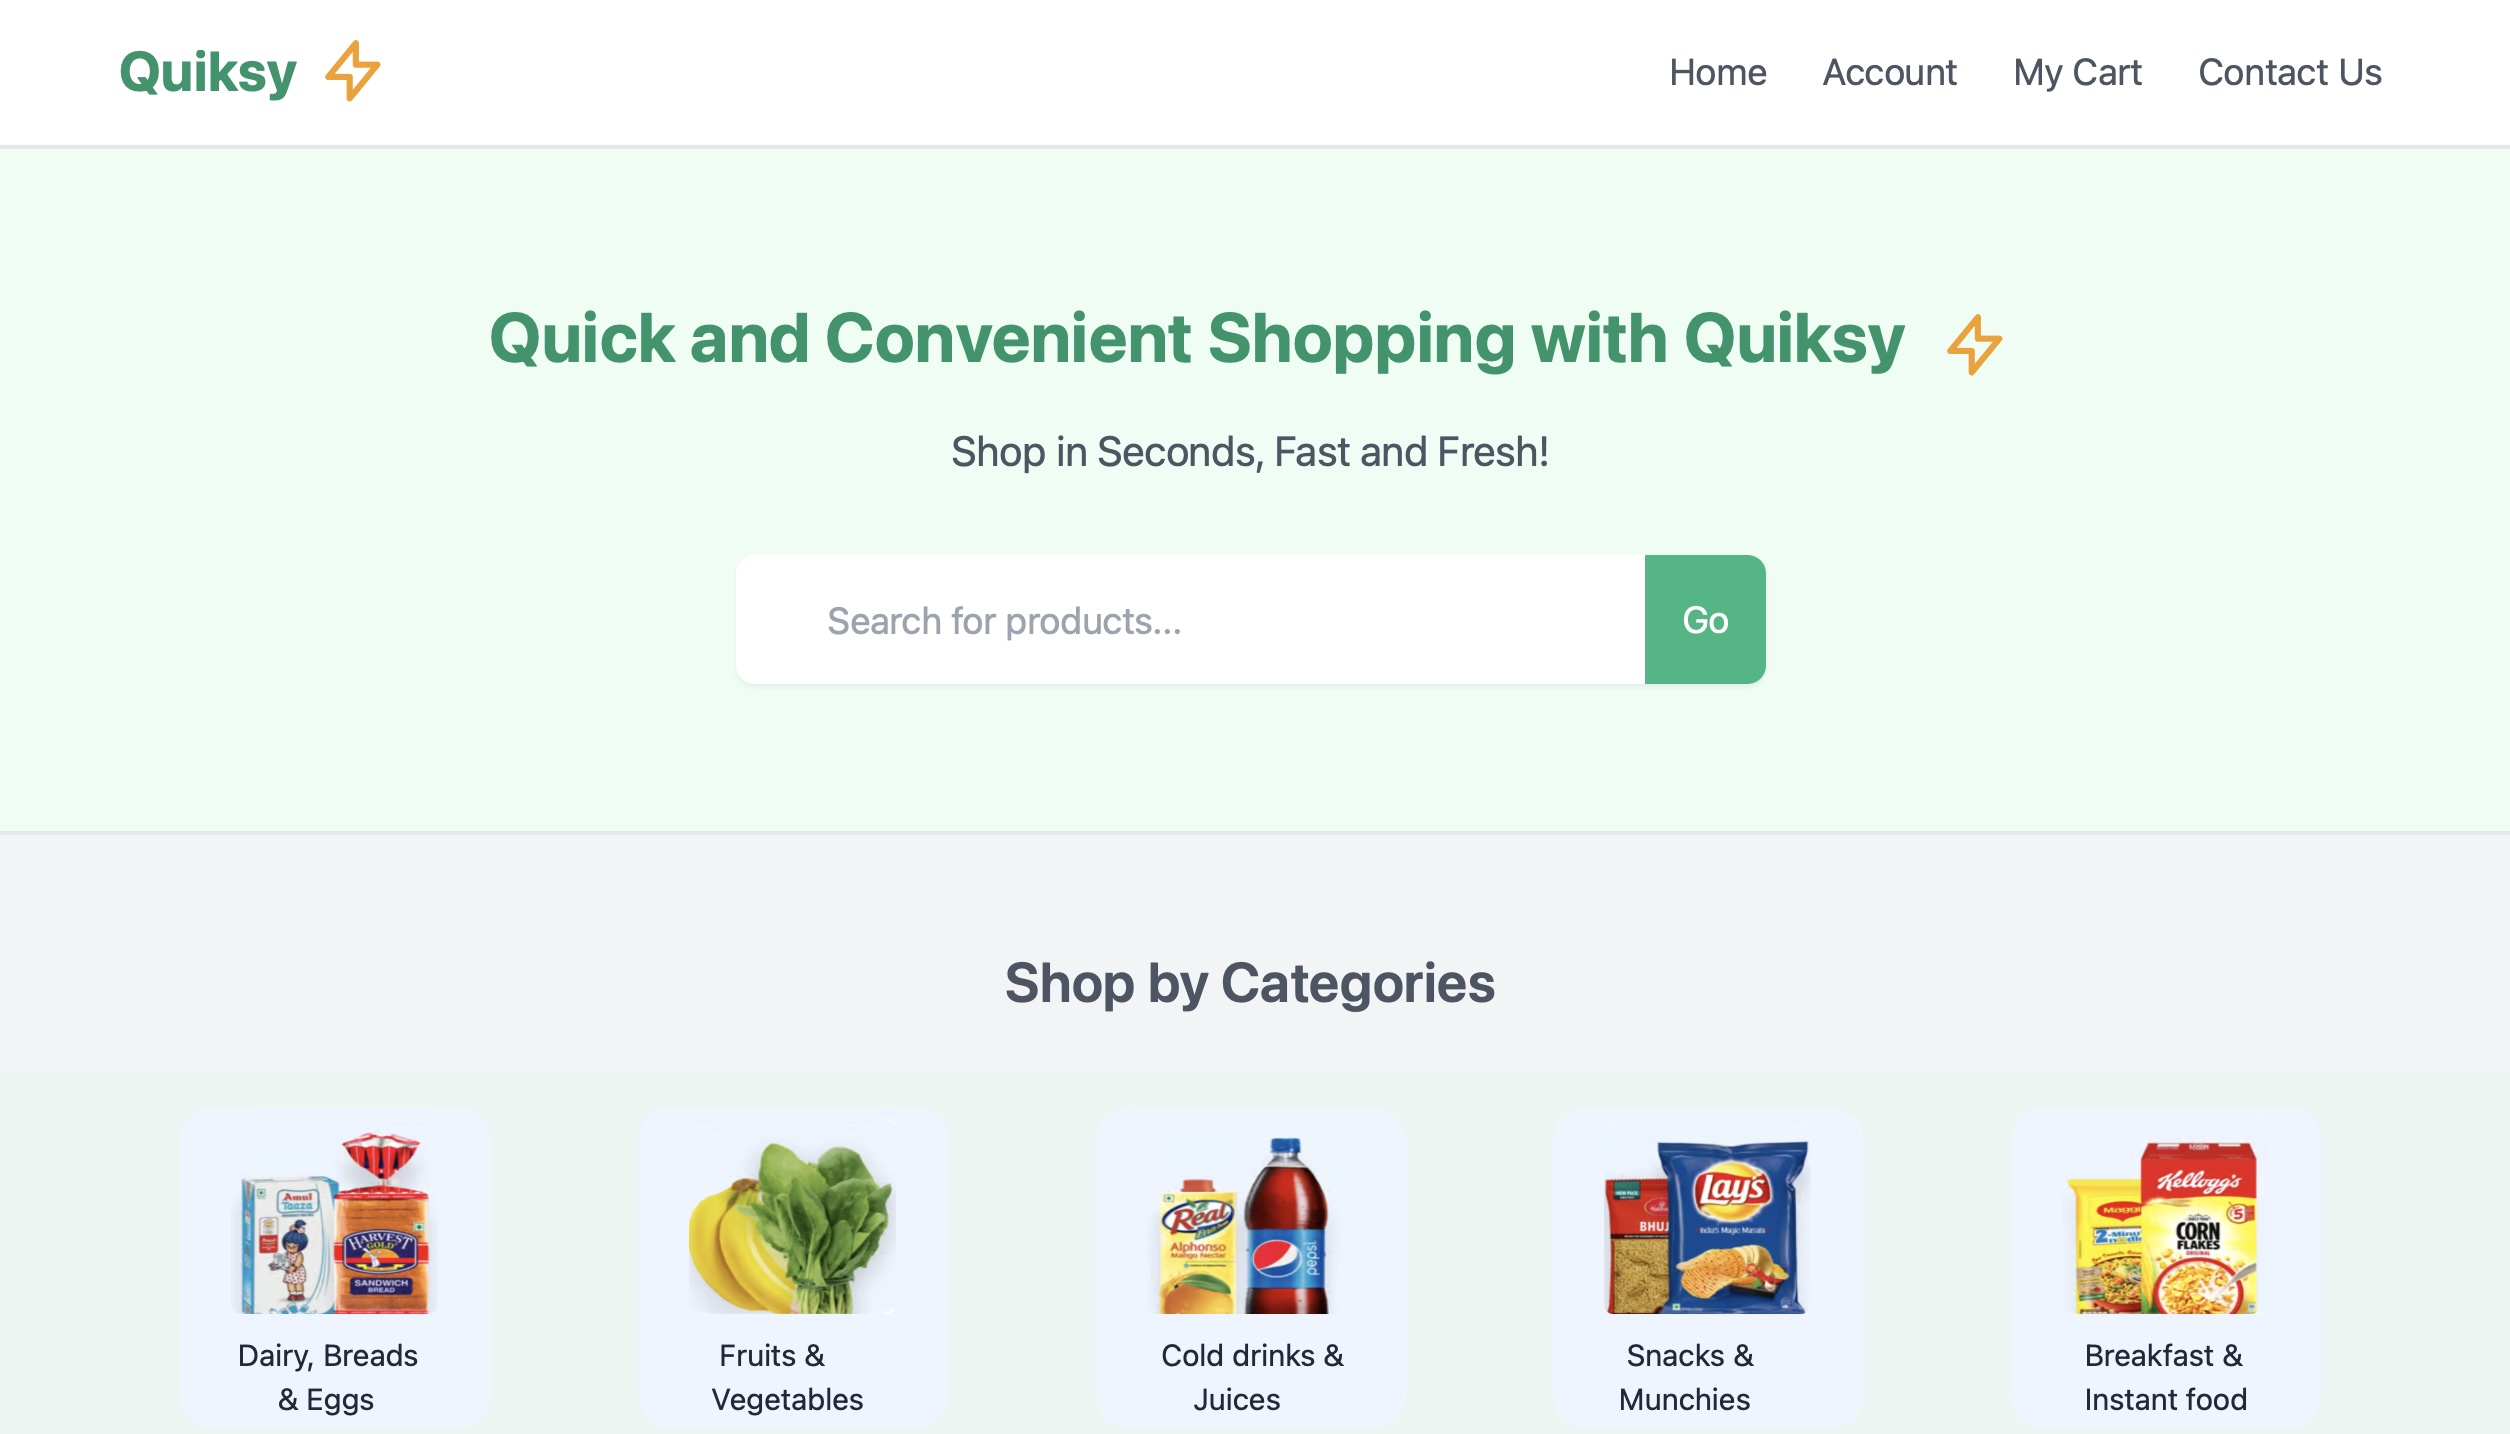 Quiksy
Home Account My Cart Contact Us
Quick and Convenient Shopping with Quiksy
Shop in Seconds, Fast and Fresh!
Search for products...
Go
Shop by Categories
Amul
Taaza
HARVEST
GOLD
SANDWICH
BREAD
Real
Alphonso
Mango Nectar
pepsi
BHUJ
Lay's
India's Magic Masala
Maggi
Kellogg's
CORN
FLAKES
ORIGINAL
5
Dairy, Breads
& Eggs
Fruits &
Vegetables
Cold drinks &
Juices
Snacks &
Munchies
Breakfast &
Instant food